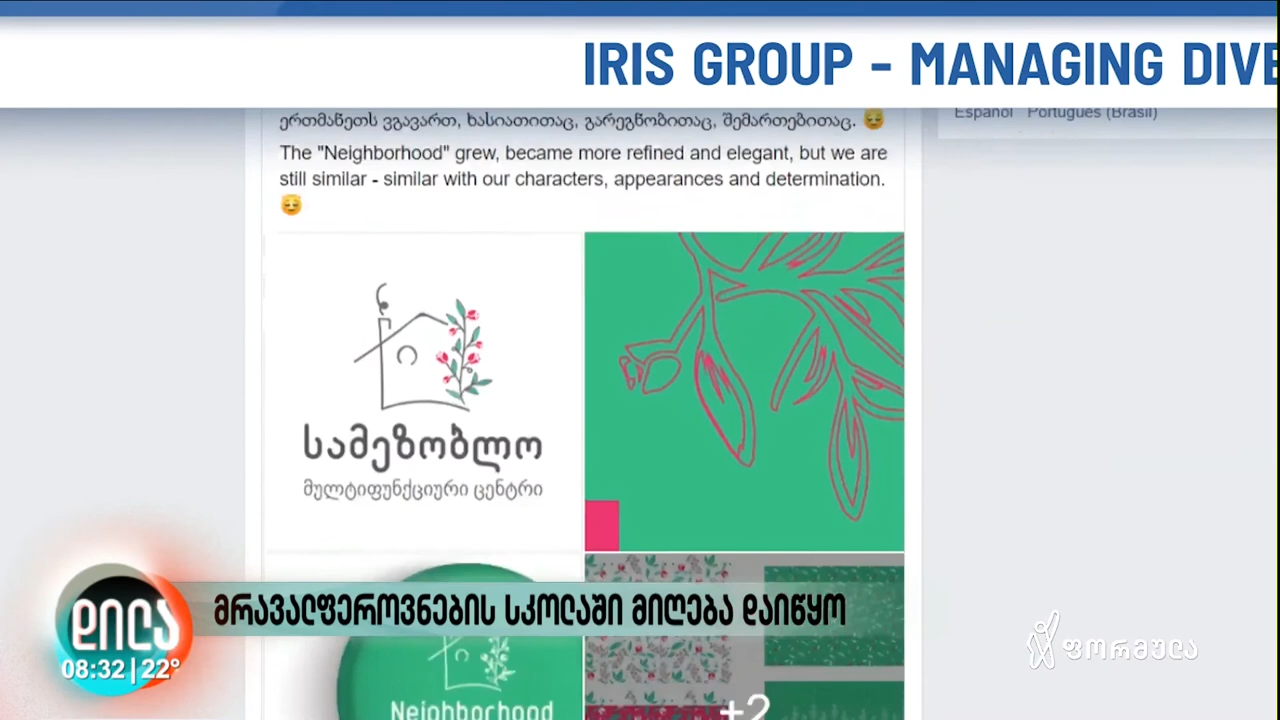 IRIS GROUP - MANAGING DIVE
ერთმანეთს ვგავართ, ხასიათითაც, გარეგნობითაც, შემართებითაც.
Español Português (Brasil)
The "Neighborhood" grew, became more refined and elegant, but we are
still similar - similar with our characters, appearances and determination.
სამეზობლო
მულტიფუნქციური ცენტრი
დილა
მრავალფეროვნების სკოლაში მიღება დაიწყო
08:32 | 22°
ფორმულა
Neighborhood
+2